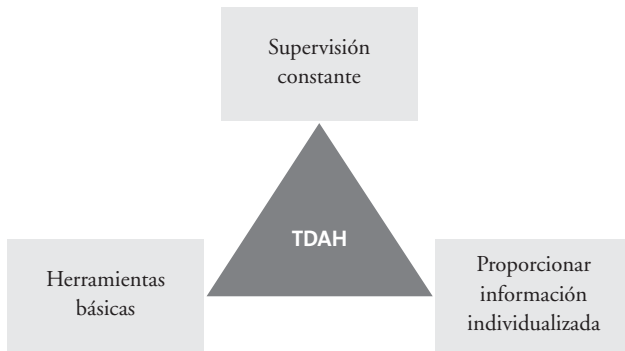 Supervisión
constante
TDAH
Herramientas
básicas
Proporcionar
información
individualizada